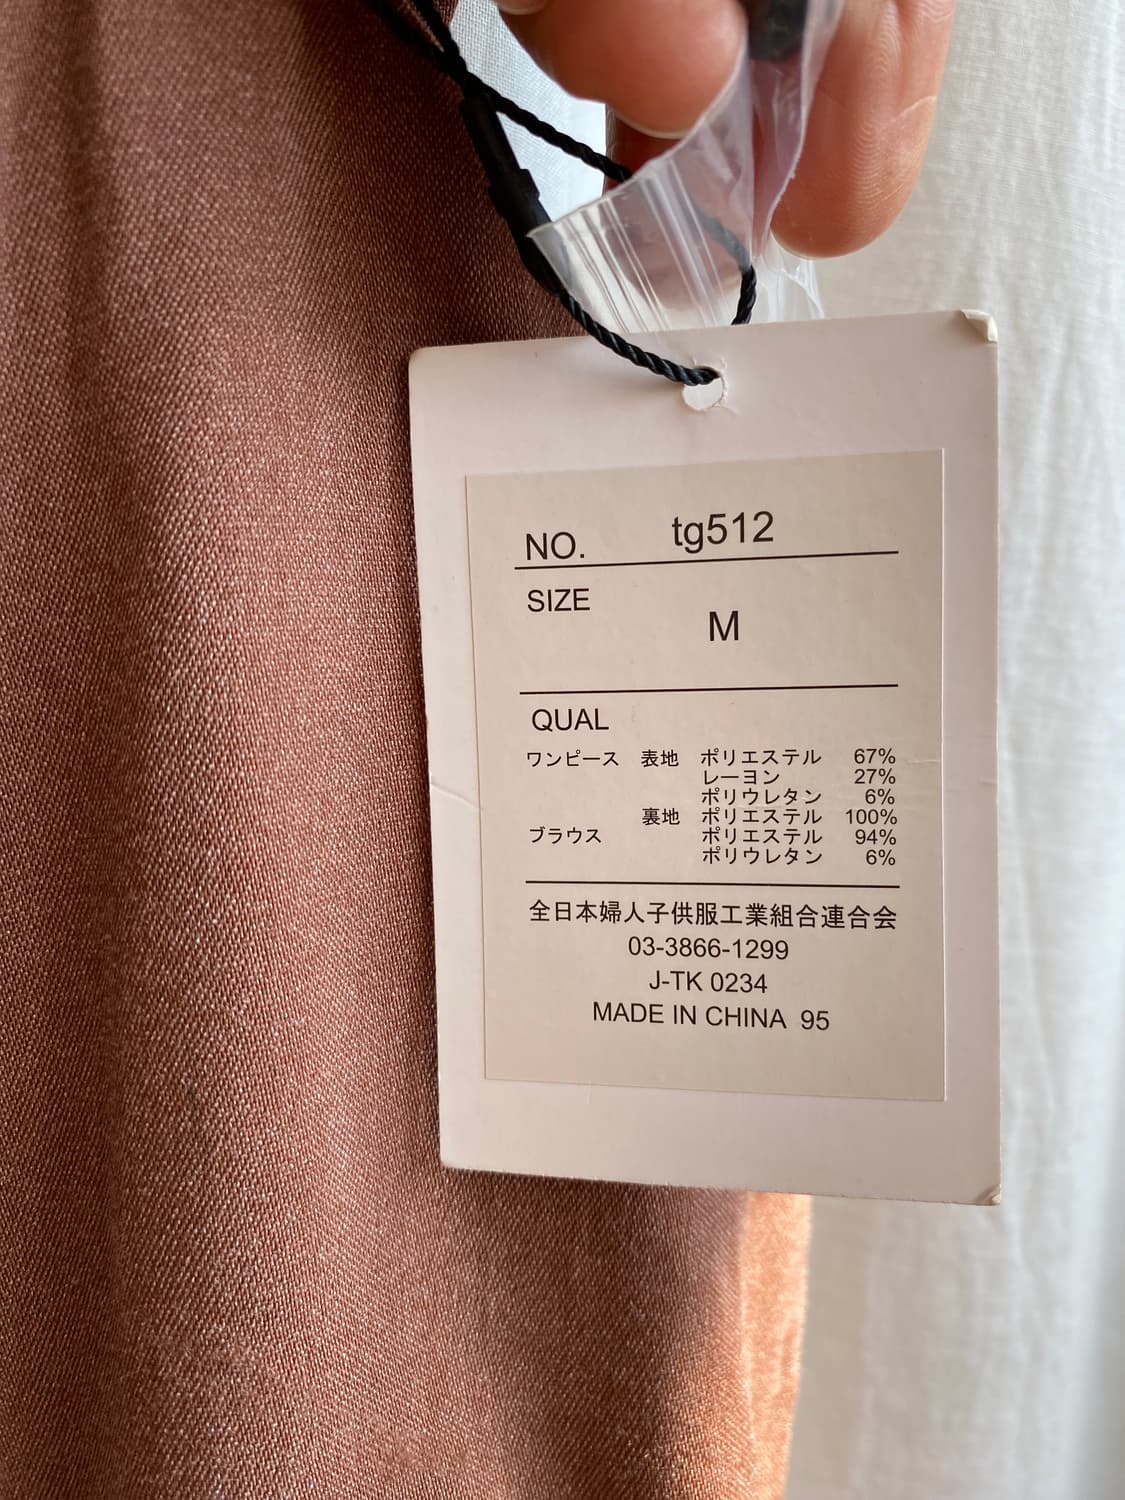 NO. tg512
SIZE
M
QUAL
ワンピース 表地 ポリエステル 67%
レーヨン 27%
ポリウレタン 6%
裏地 ポリエステル 100%
ブラウス ポリエステル 94%
ポリウレタン 6%
全日本婦人子供服工業組合連合会
03-3866-1299
J-TK 0234
MADE IN CHINA 95